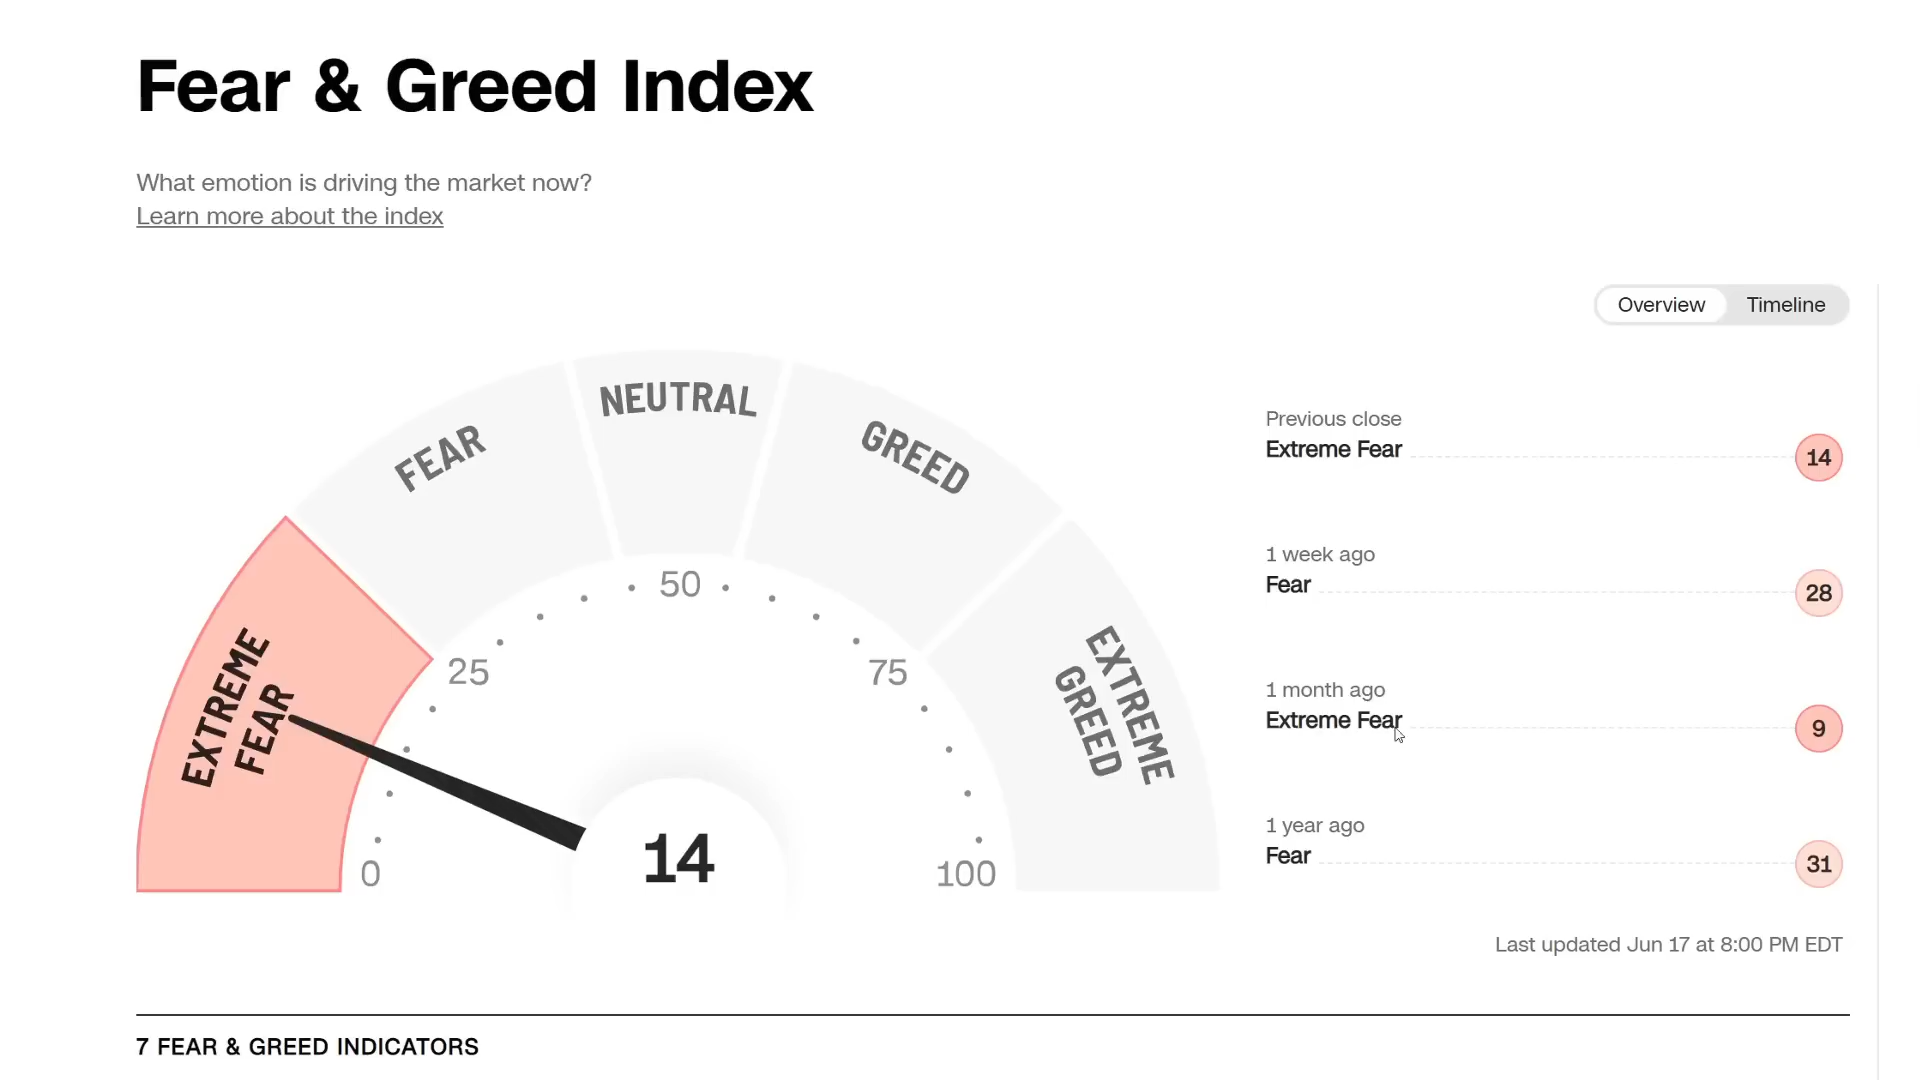 Fear & Greed Index
What emotion is driving the market now?
Learn more about the index
Overview
Timeline
EXTREME
FEAR
FEAR
NEUTRAL
GREED
EXTREME
GREED
0
25
50
75
100
14
Previous close
Extreme Fear
14
1 week ago
Fear
28
1 month ago
Extreme Fear
9
1 year ago
Fear
31
Last updated Jun 17 at 8:00 PM EDT
7 FEAR & GREED INDICATORS